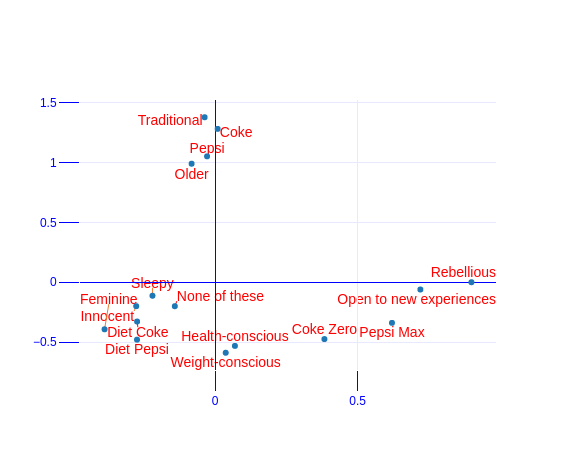 1.5
Traditional
Coke
Pepsi
1
Older
0.5
Rebellious
0
Sleepy
Feminine
None of these
Open to new experiences
Innocent
Diet Coke
Health-conscious
Coke Zero
Pepsi Max
−0.5
Diet Pepsi
Weight-conscious
0
0.5